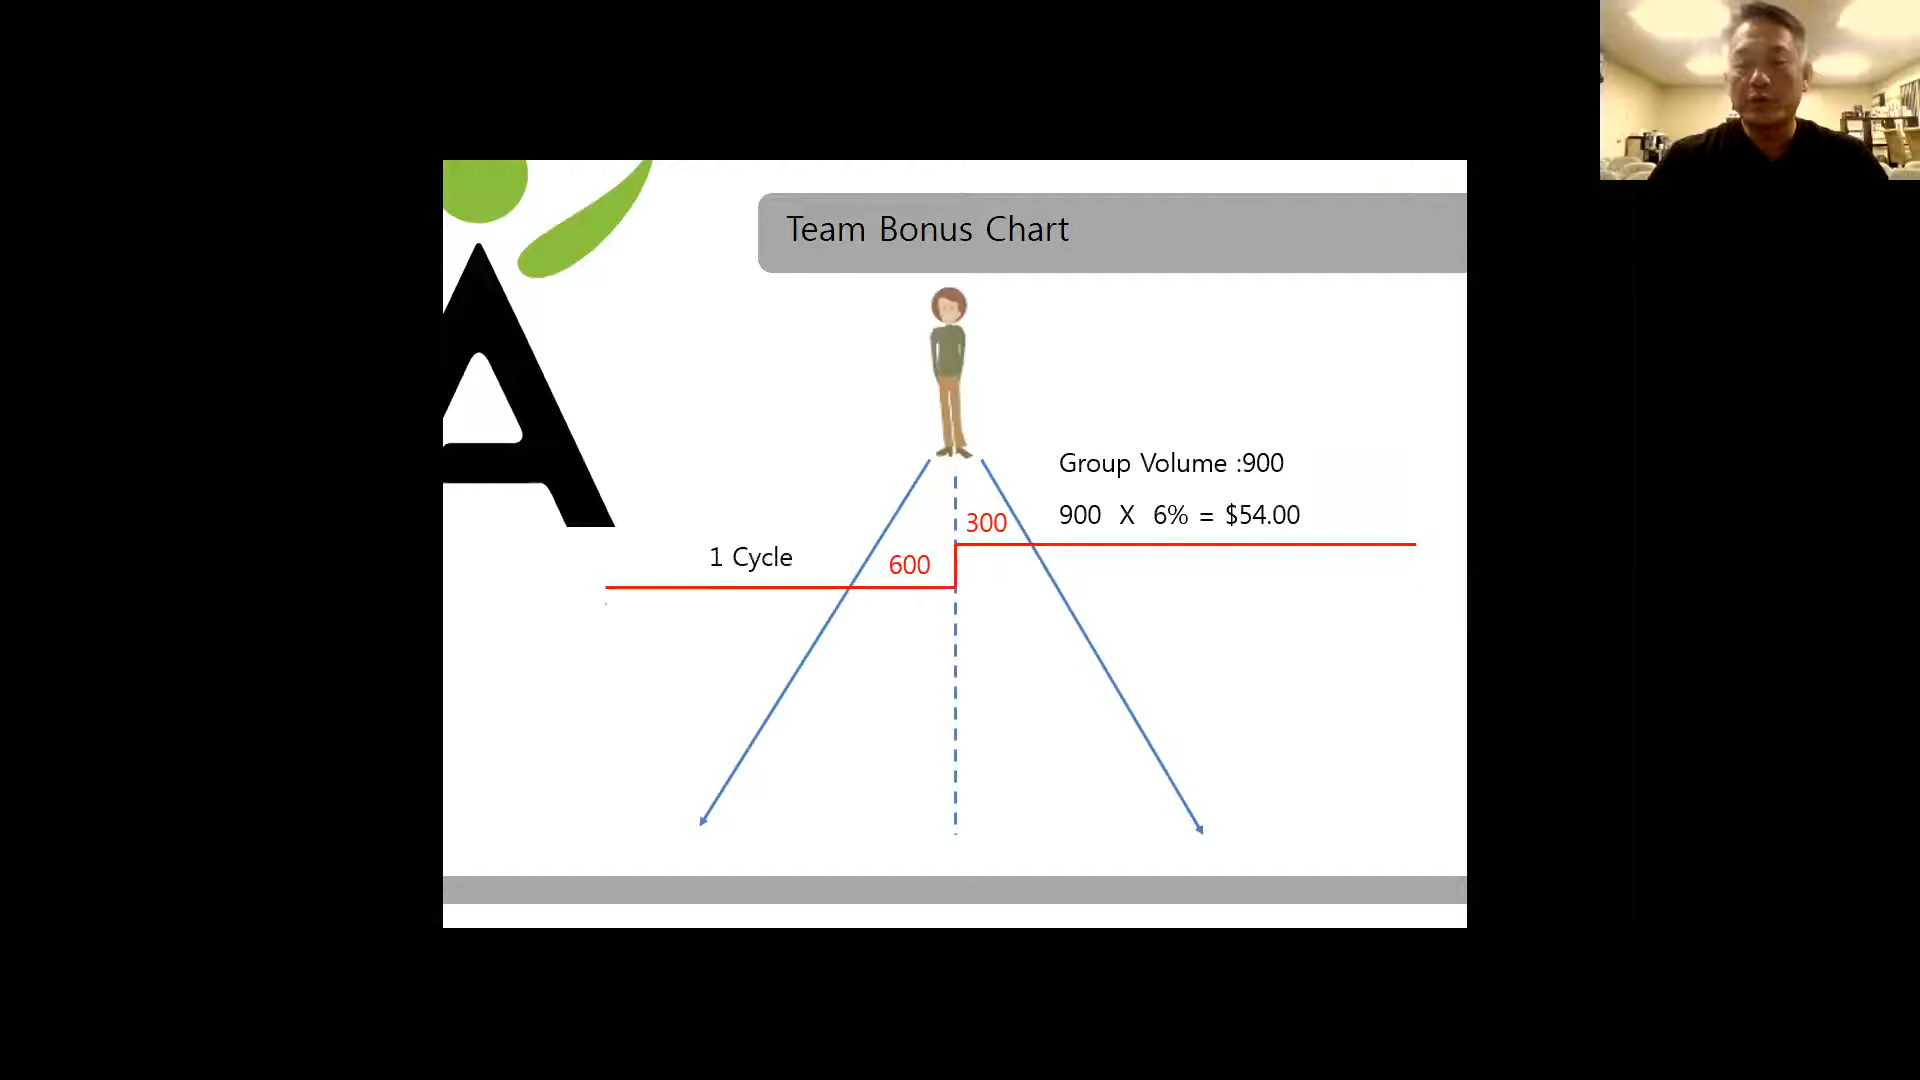 Team Bonus Chart
Group Volume :900
900 X 6% = $54.00
300
1 Cycle
600
A